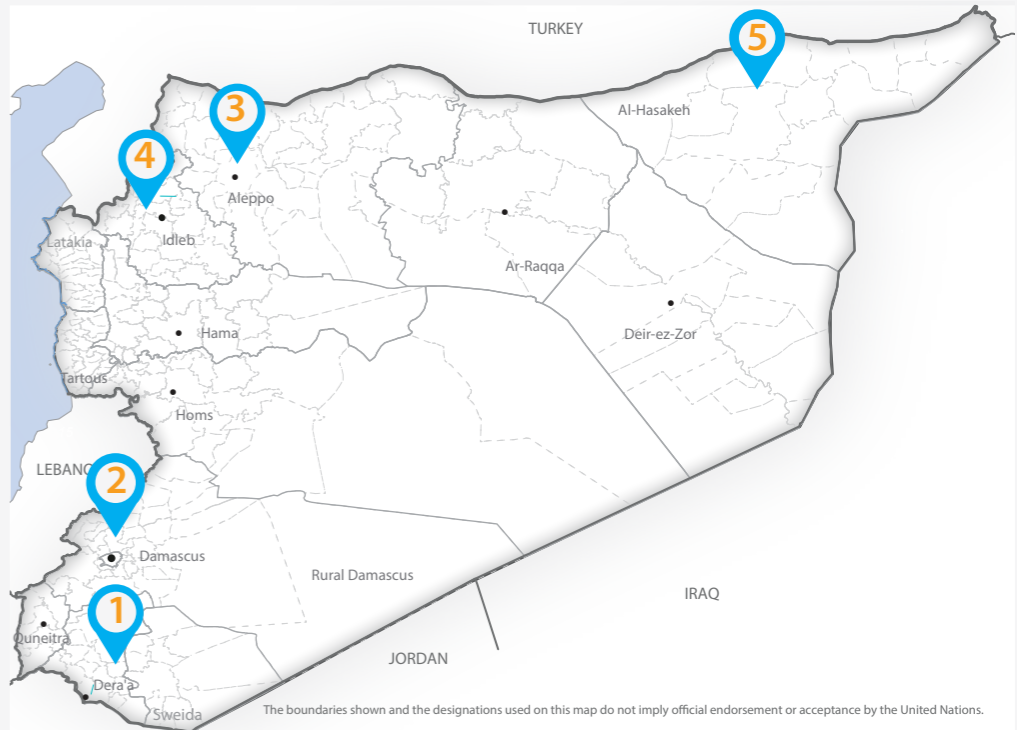 TURKEY
5
Al-Hasakeh
3
4
Aleppo
Idleb
Latakia
Ar-Raqqa
Hama
Deir-ez-Zor
Tartous
Homs
2
Damascus
Rural Damascus
IRAQ
1
Quneitra
JORDAN
Dera'a
Sweida
The boundaries shown and the designations used on this map do not imply official endorsement or acceptance by the United Nations.